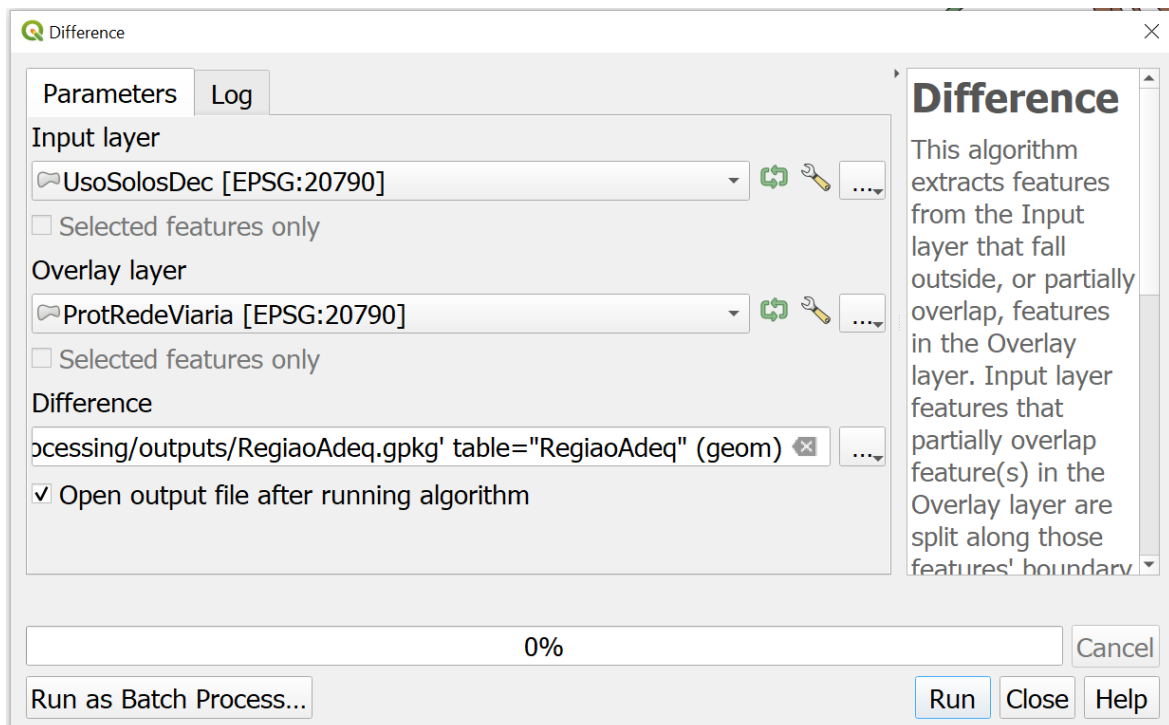 Difference
Parameters
Log
Input layer
UsoSolosDec [EPSG:20790]
...
Selected features only
Overlay layer
ProtRedeViaria [EPSG:20790]
...
Selected features only
Difference
ocessing/outputs/RegiaoAdeq.gpkg' table="RegiaoAdeq" (geom)
...
Open output file after running algorithm
Difference
This algorithm
extracts features
from the Input
layer that fall
outside, or partially
overlap, features
in the Overlay
layer. Input layer
features that
partially overlap
feature(s) in the
Overlay layer are
split along those
features' boundary
0%
Cancel
Run as Batch Process...
Run
Close
Help